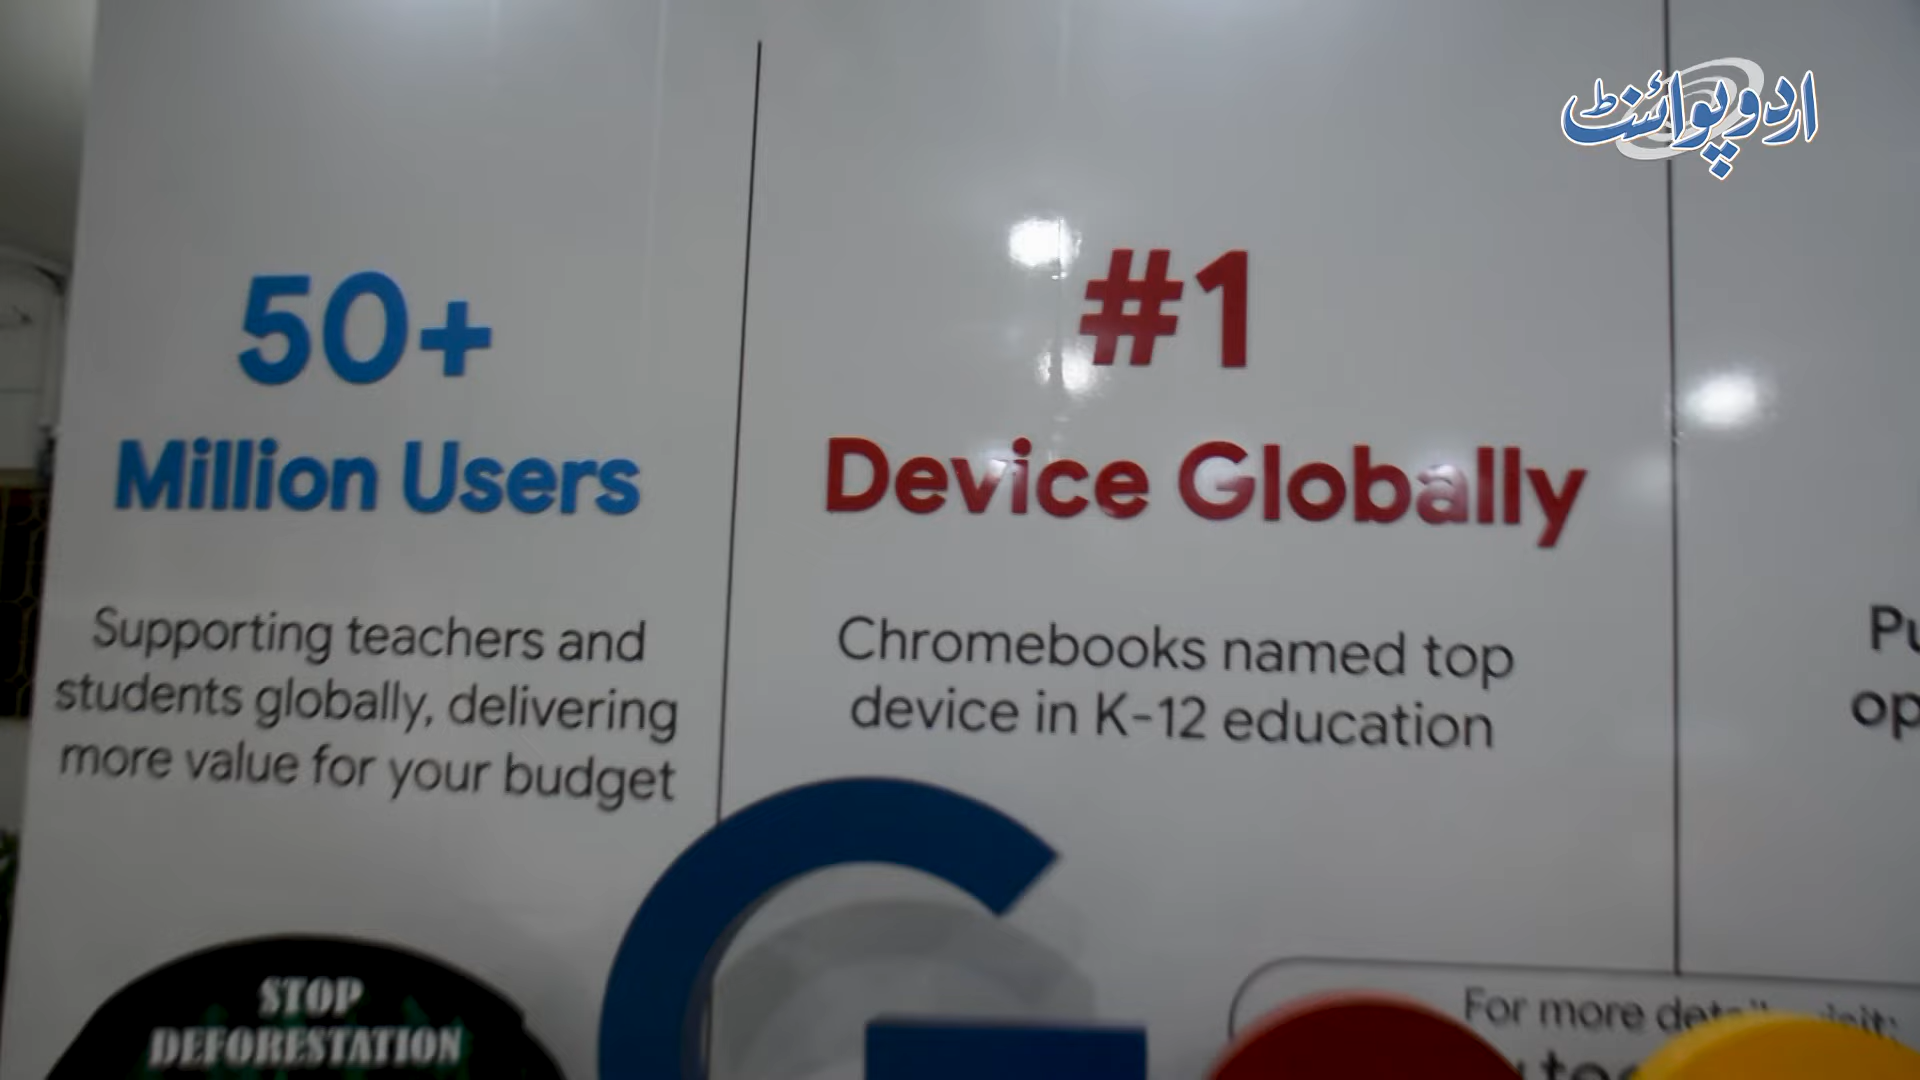 اردوپوائنٹ
50+
Million Users
Supporting teachers and
students globally, delivering
more value for your budget
#1
Device Globally
Chromebooks named top
device in K-12 education
STOP
DEFORESTATION
G
For more